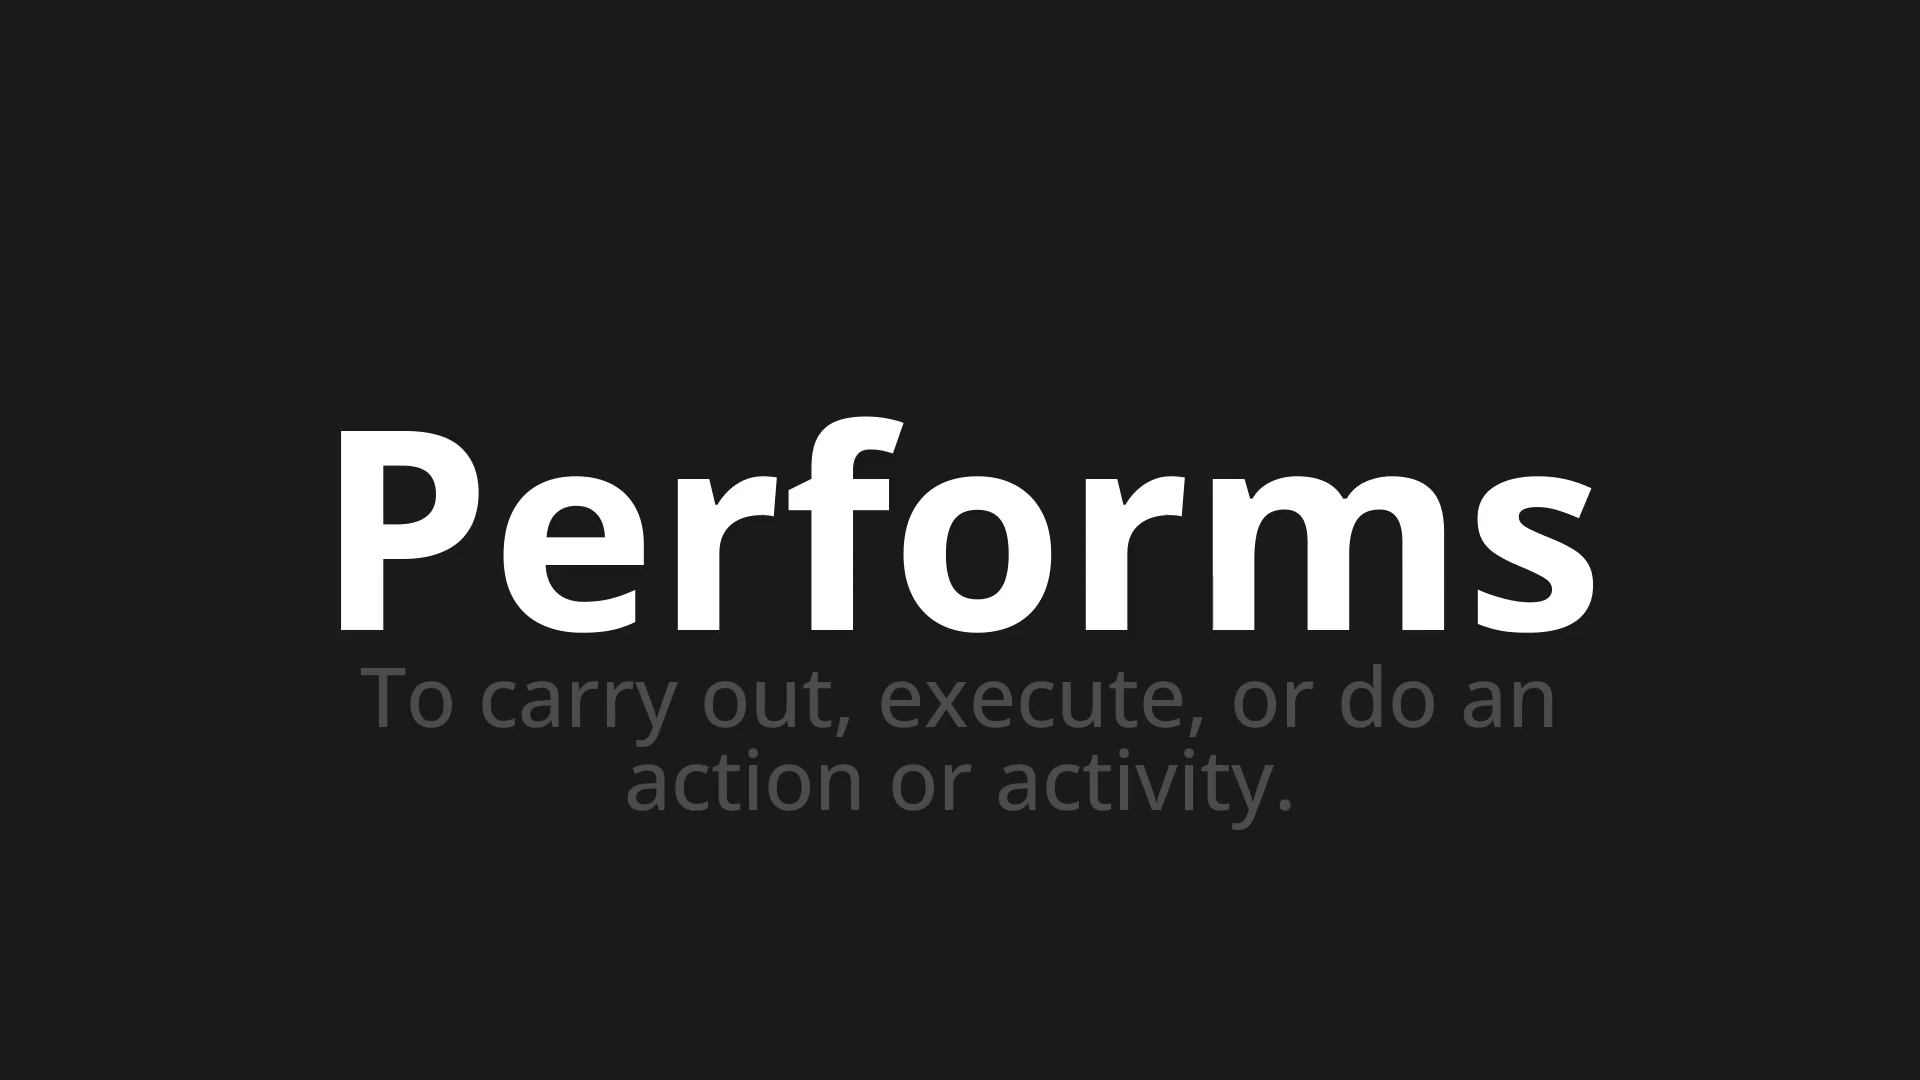 Performs
To carry out, execute, or do an
action or activity.